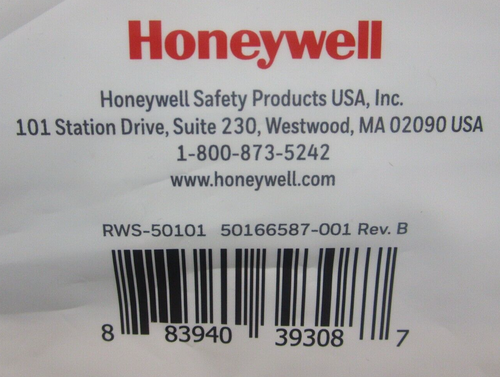 Honeywell
Honeywell Safety Products USA, Inc.
101 Station Drive, Suite 230, Westwood, MA 02090 USA
1-800-873-5242
www.honeywell.com
RWS-50101 50166587-001 Rev. B
8 83940 39308 7